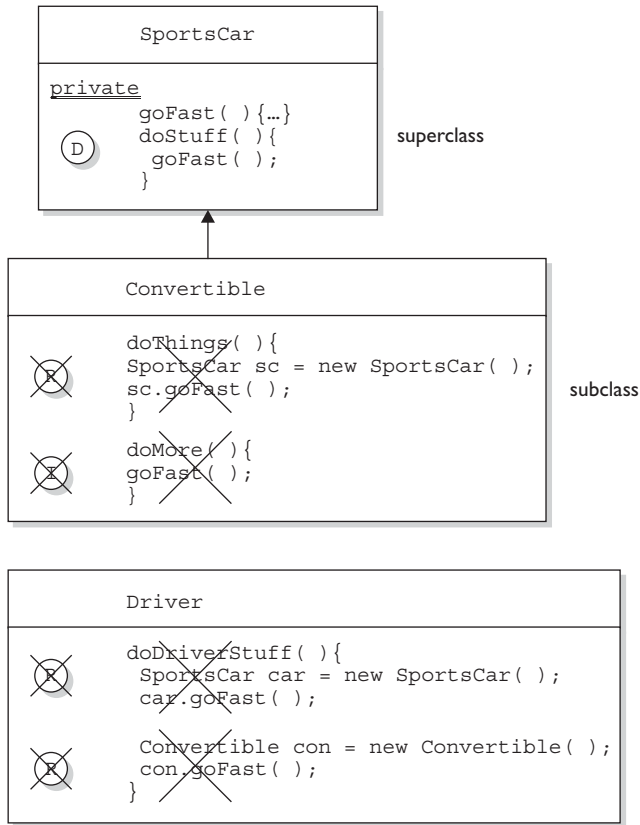 SportsCar
private
goFast( ){…}
doStuff( ){
goFast( );
}
D
superclass
Convertible
doThings( ){
SportsCar sc = new SportsCar( );
sc.goFast( );
}
R
doMore( ){
goFast( );
}
I
subclass
Driver
doDriverStuff( ){
SportsCar car = new SportsCar( );
car.goFast( );
R
Convertible con = new Convertible( );
con.goFast( );
}
R